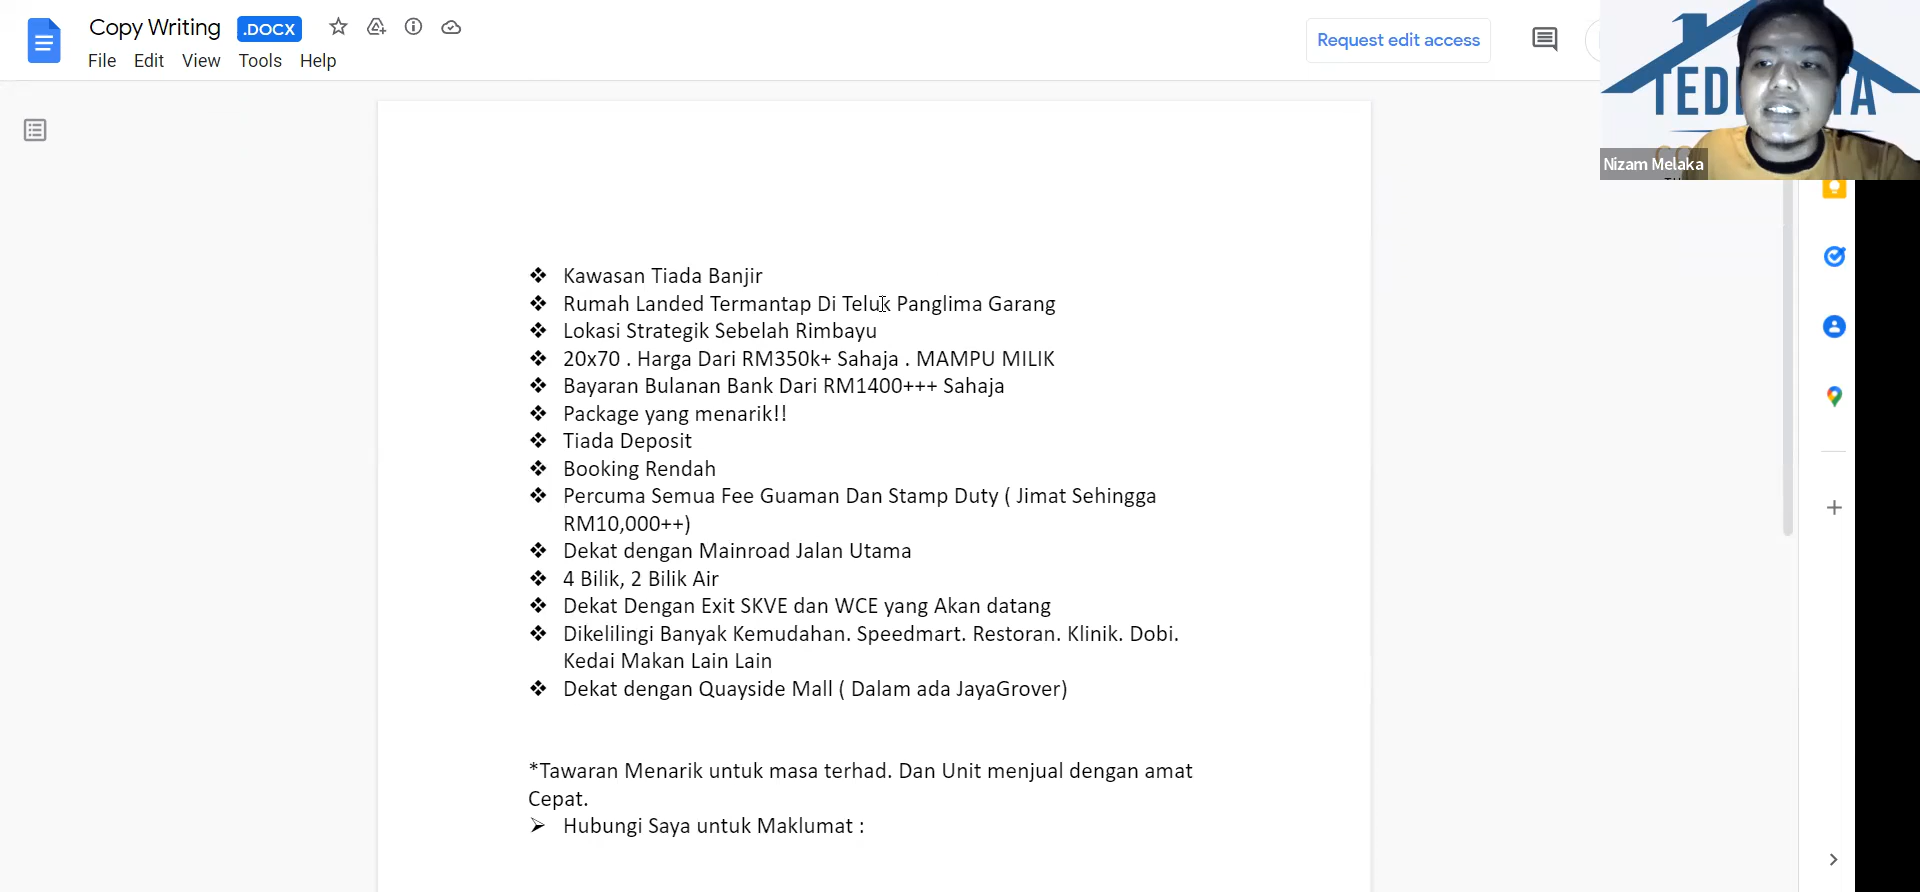 Copy Writing .DOCX
File Edit View Tools Help
Request edit access
Nizam Melaka
❖ Kawasan Tiada Banjir
❖ Rumah Landed Termantap Di Teluk Panglima Garang
❖ Lokasi Strategik Sebelah Rimbayu
❖ 20x70 . Harga Dari RM350k+ Sahaja . MAMPU MILIK
❖ Bayaran Bulanan Bank Dari RM1400+++ Sahaja
❖ Package yang menarik!!
❖ Tiada Deposit
❖ Booking Rendah
❖ Percuma Semua Fee Guaman Dan Stamp Duty ( Jimat Sehingga
RM10,000++)
❖ Dekat dengan Mainroad Jalan Utama
❖ 4 Bilik, 2 Bilik Air
❖ Dekat Dengan Exit SKVE dan WCE yang Akan datang
❖ Dikelilingi Banyak Kemudahan. Speedmart. Restoran. Klinik. Dobi.
Kedai Makan Lain Lain
❖ Dekat dengan Quayside Mall ( Dalam ada JayaGrover)
*Tawaran Menarik untuk masa terhad. Dan Unit menjual dengan amat
Cepat.
➢ Hubungi Saya untuk Maklumat :